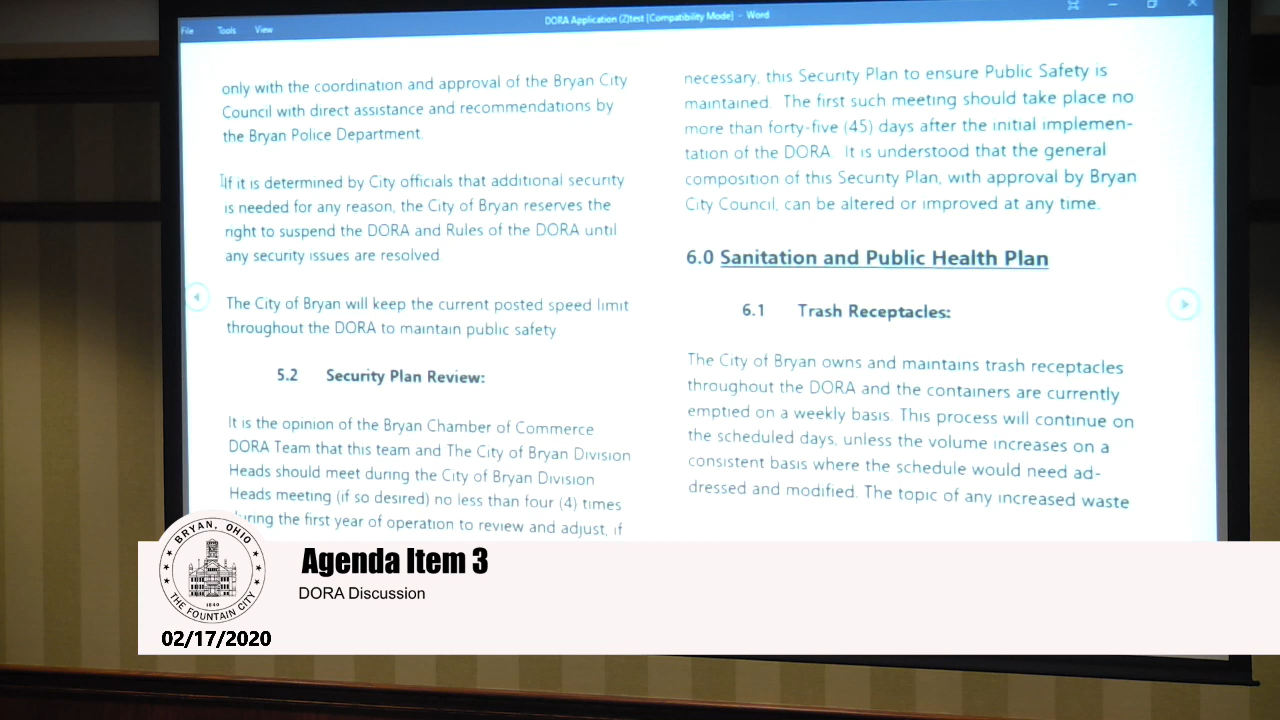 DORA Application (2)test [Compatibility Mode] - Word
File Tools View
only with the coordination and approval of the Bryan City
Council with direct assistance and recommendations by
the Bryan Police Department.
If it is determined by City officials that additional security
is needed for any reason, the City of Bryan reserves the
right to suspend the DORA and Rules of the DORA until
any security issues are resolved
The City of Bryan will keep the current posted speed limit
throughout the DORA to maintain public safety
5.2 Security Plan Review:
It is the opinion of the Bryan Chamber of Commerce
DORA Team that this team and The City of Bryan Division
Heads should meet during the City of Bryan Division
Heads meeting (if so desired) no less than four (4) times
during the first year of operation to review and adjust, if
necessary, this Security Plan to ensure Public Safety is
maintained. The first such meeting should take place no
more than forty-five (45) days after the initial implemen-
tation of the DORA. It is understood that the general
composition of this Security Plan, with approval by Bryan
City Council, can be altered or improved at any time.
6.0 Sanitation and Public Health Plan
6.1 Trash Receptacles:
The City of Bryan owns and maintains trash receptacles
throughout the DORA and the containers are currently
emptied on a weekly basis. This process will continue on
the scheduled days, unless the volume increases on a
consistent basis where the schedule would need ad-
dressed and modified. The topic of any increased waste
BRYAN, OHIO
1840
THE FOUNTAIN CITY
Agenda Item 3
DORA Discussion
02/17/2020